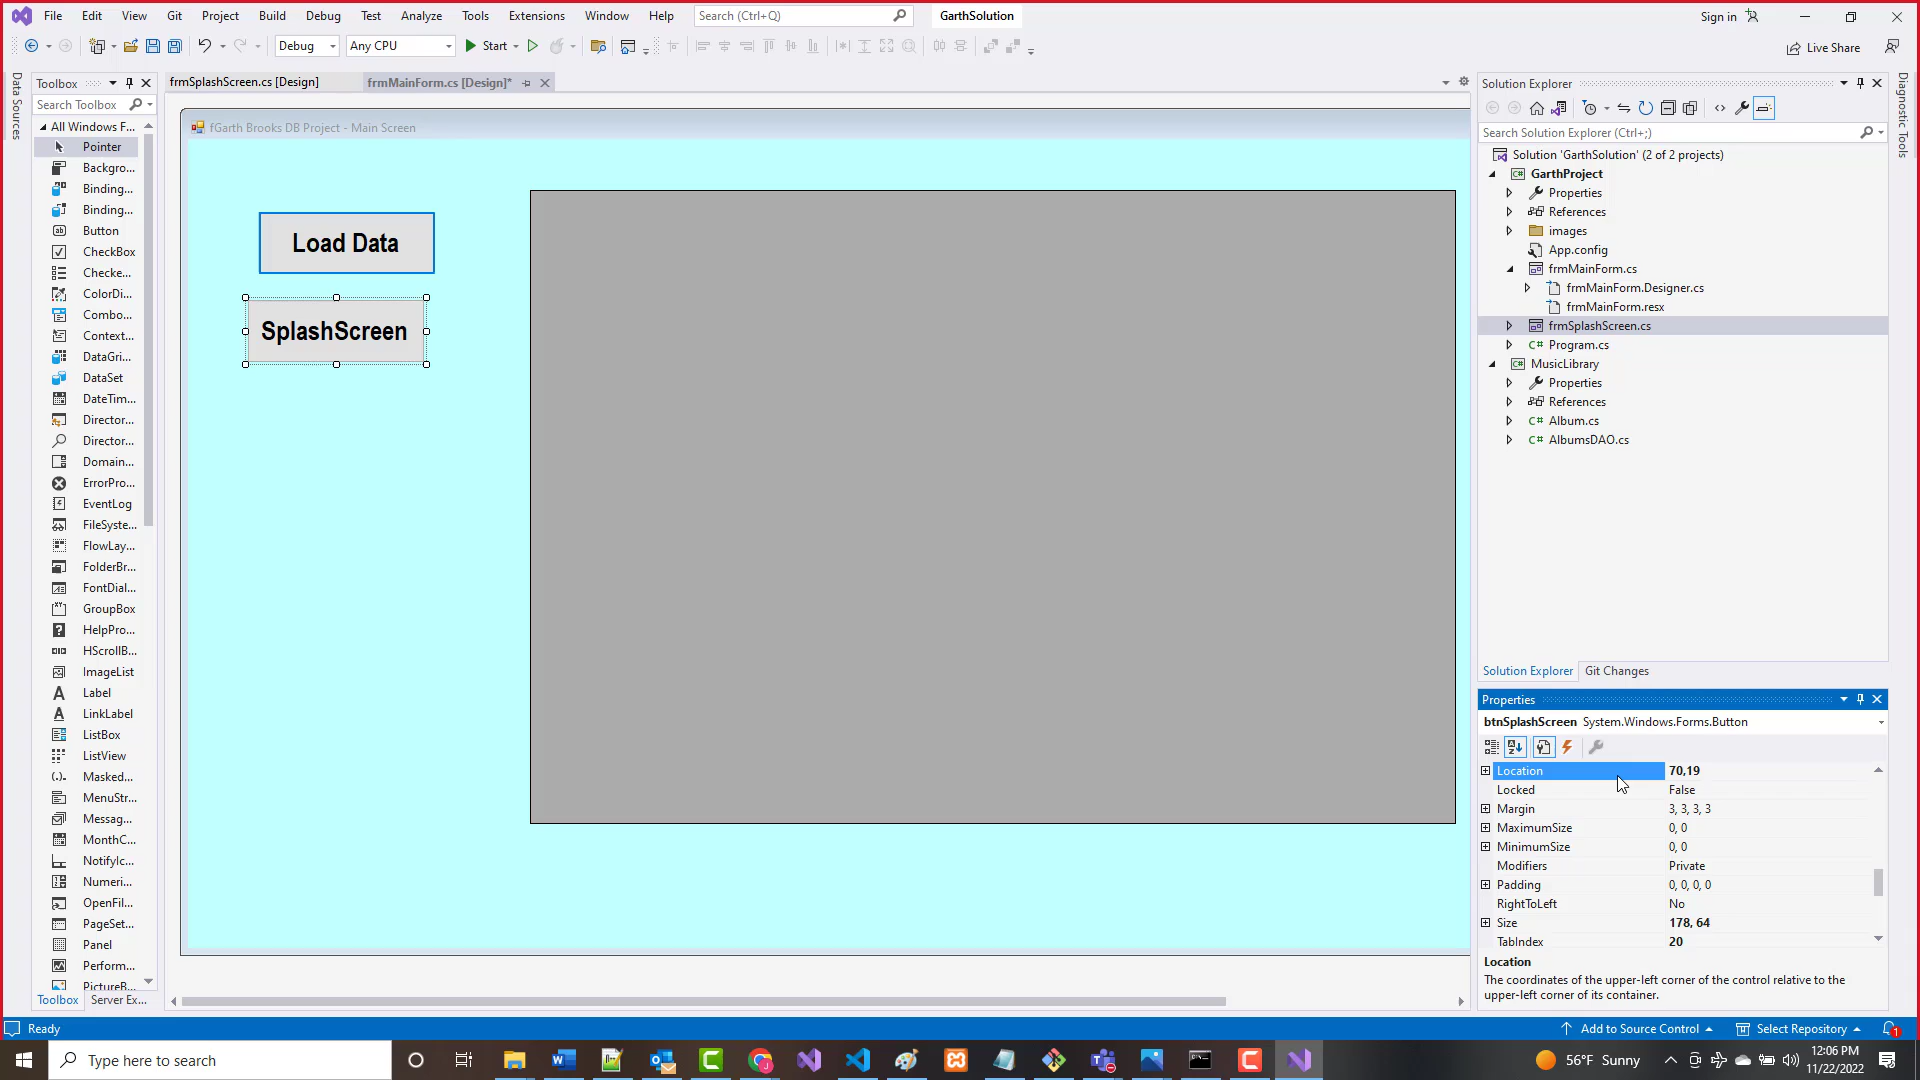 File Edit View Git Project Build Debug Test Analyze Tools Extensions Window Help Search (Ctrl+Q) GarthSolution Sign in
Debug Any CPU Start Live Share
Data Sources
Toolbox
Search Toolbox
All Windows F...
Pointer
Backgro...
Binding...
Binding...
Button
CheckBox
Checke...
ColorDi...
Combo...
Context...
DataGri...
DataSet
DateTim...
Director...
Director...
Domain...
ErrorPro...
EventLog
FileSyste...
FlowLay...
FolderBr...
FontDial...
GroupBox
HelpPro...
HScrollB...
ImageList
Label
LinkLabel
ListBox
ListView
Masked...
MenuStr...
Messag...
MonthC...
NotifyIc...
Numeri...
OpenFil...
PageSet...
Panel
Perform...
PictureB...
Toolbox Server Ex...
frmSplashScreen.cs [Design] frmMainForm.cs [Design]*
fGarth Brooks DB Project - Main Screen
Load Data
SplashScreen
Solution Explorer
Search Solution Explorer (Ctrl+;)
Solution 'GarthSolution' (2 of 2 projects)
GarthProject
Properties
References
images
App.config
frmMainForm.cs
frmMainForm.Designer.cs
frmMainForm.resx
frmSplashScreen.cs
C# Program.cs
MusicLibrary
Properties
References
C# Album.cs
C# AlbumsDAO.cs
Solution Explorer Git Changes
Diagnostic Tools
Properties
btnSplashScreen System.Windows.Forms.Button
Location 70,19
Locked False
Margin 3, 3, 3, 3
MaximumSize 0, 0
MinimumSize 0, 0
Modifiers Private
Padding 0, 0, 0, 0
RightToLeft No
Size 178, 64
TabIndex 20
Location
The coordinates of the upper-left corner of the control relative to the
upper-left corner of its container.
Ready Add to Source Control Select Repository 1
Type here to search 56°F Sunny 12:06 PM
11/22/2022